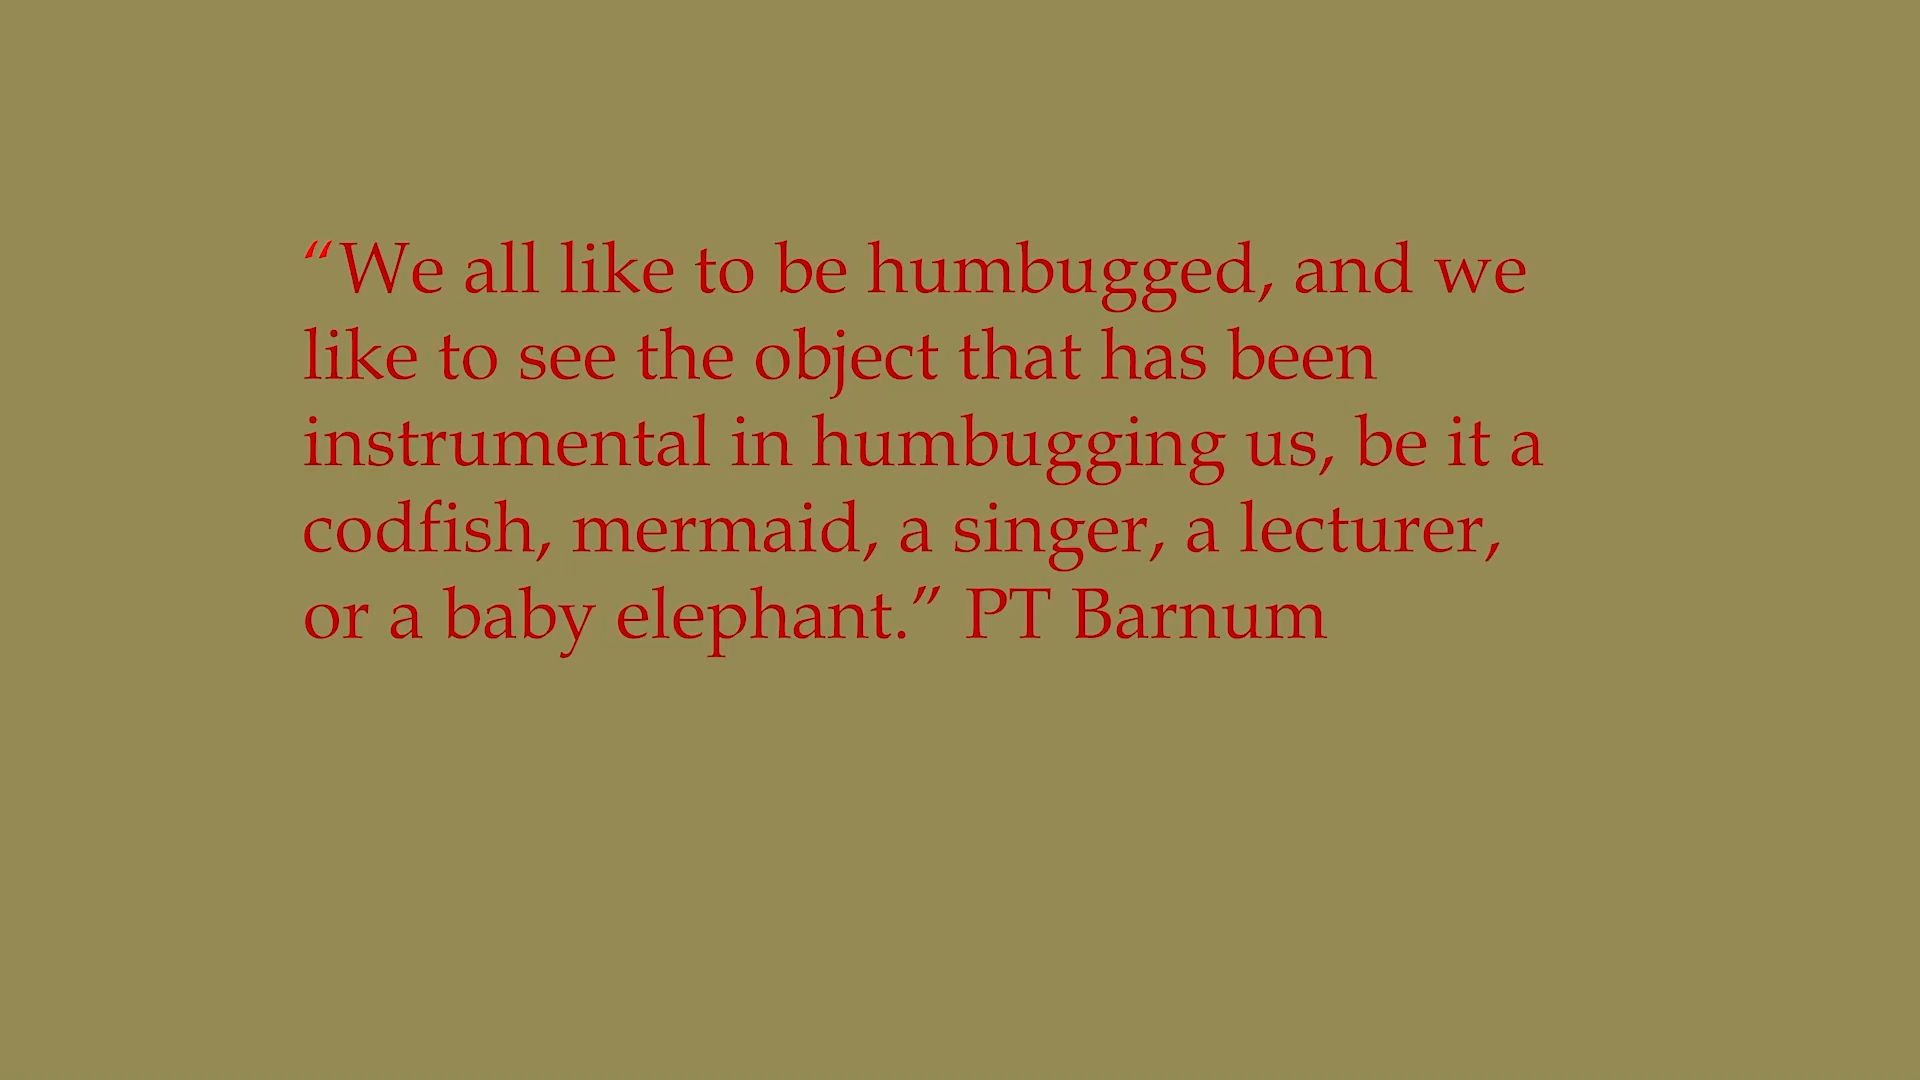 “We all like to be humbugged, and we
like to see the object that has been
instrumental in humbugging us, be it a
codfish, mermaid, a singer, a lecturer,
or a baby elephant.” PT Barnum